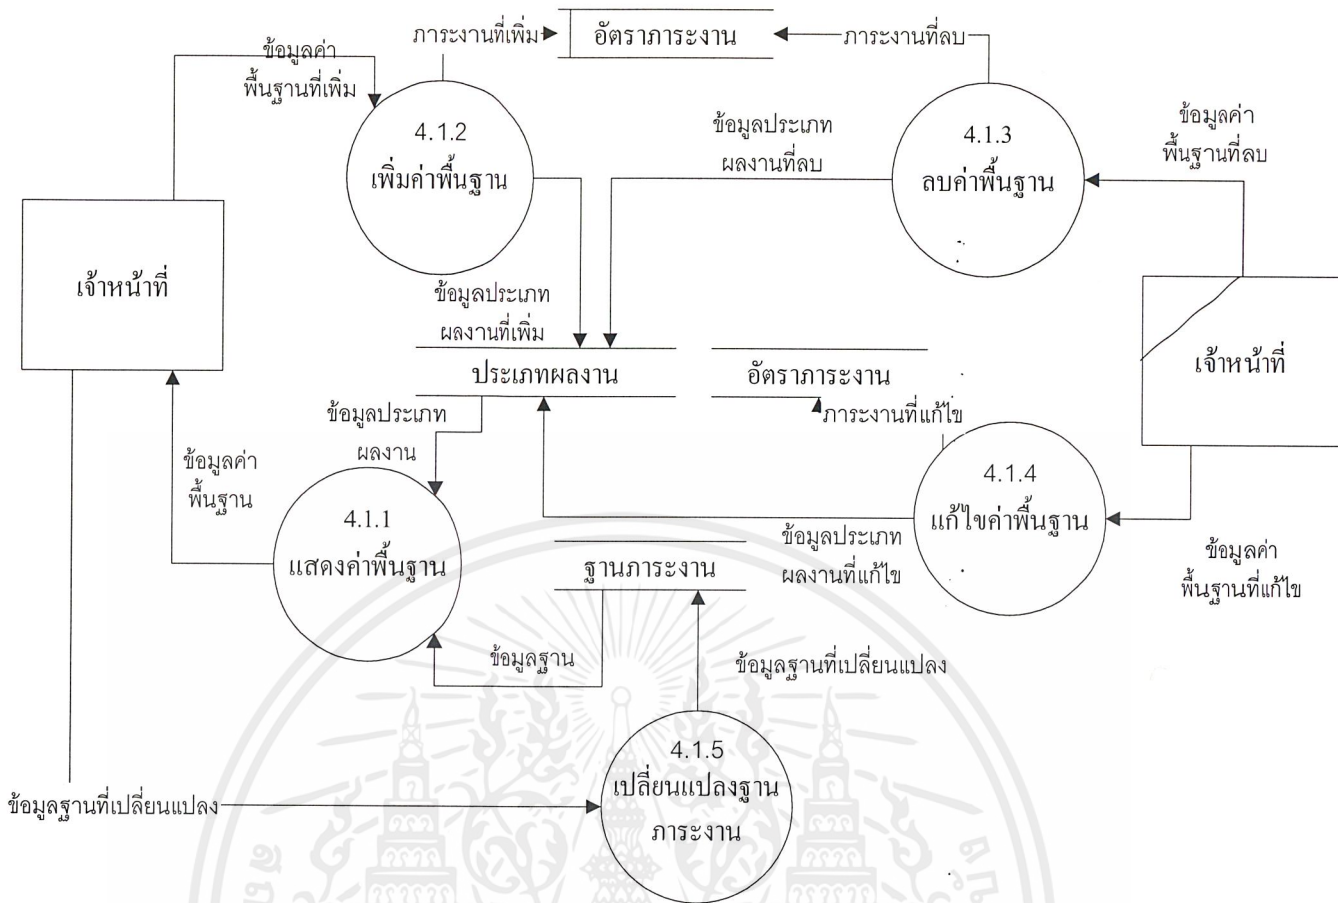 ภาระงานที่เพิ่ม
อัตราภาระงาน
ภาระงานที่ลบ
ข้อมูลค่า
พื้นฐานที่เพิ่ม
4.1.2
เพิ่มค่าพื้นฐาน
ข้อมูลประเภท
ผลงานที่ลบ
4.1.3
ลบค่าพื้นฐาน
ข้อมูลค่า
พื้นฐานที่ลบ
เจ้าหน้าที่
ข้อมูลประเภท
ผลงานที่เพิ่ม
ประเภทผลงาน
อัตราภาระงาน
เจ้าหน้าที่
ข้อมูลประเภท
ผลงาน
ภาระงานที่แก้ไข
ข้อมูลค่า
พื้นฐาน
4.1.1
แสดงค่าพื้นฐาน
4.1.4
แก้ไขค่าพื้นฐาน
ข้อมูลประเภท
ผลงานที่แก้ไข
ข้อมูลค่า
พื้นฐานที่แก้ไข
ฐานภาระงาน
ข้อมูลฐาน
ข้อมูลฐานที่เปลี่ยนแปลง
4.1.5
เปลี่ยนแปลงฐาน
ภาระงาน
ข้อมูลฐานที่เปลี่ยนแปลง